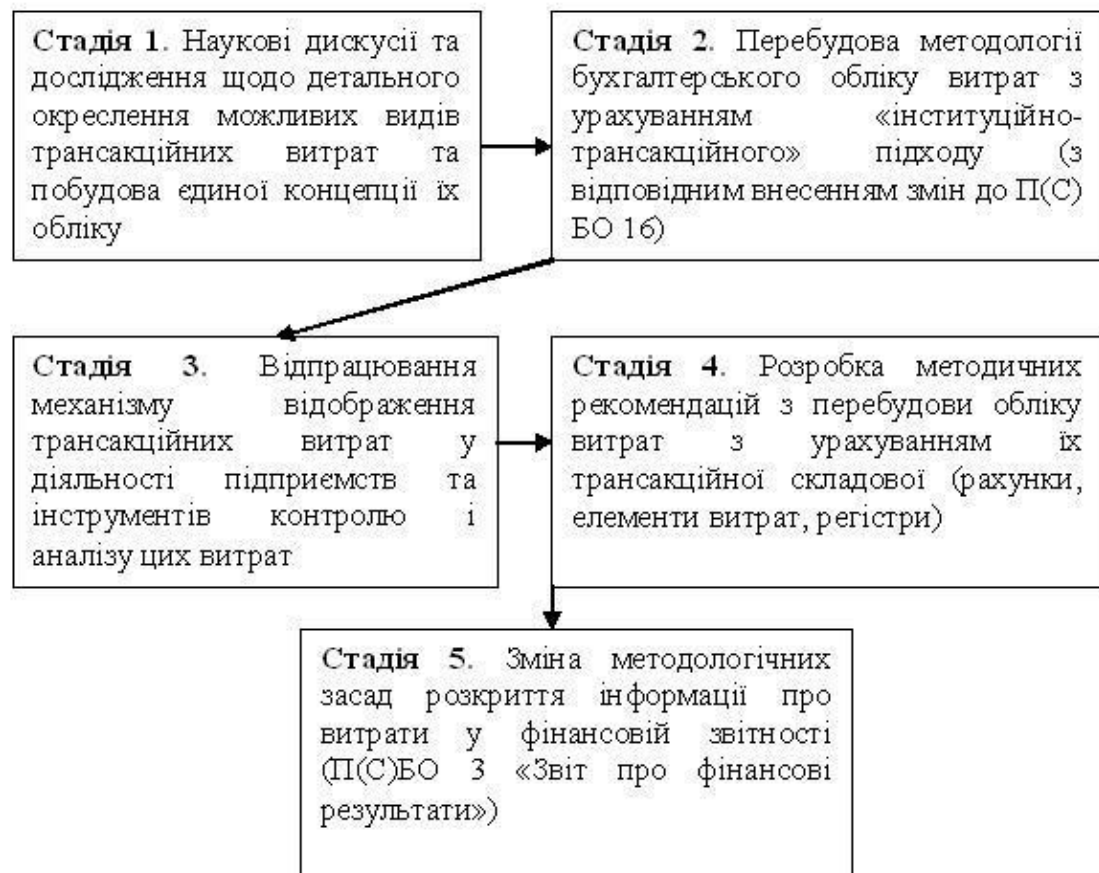 Стадія 1. Наукові дискусії та
дослідження щодо детального
окреслення можливих видів
трансакційних витрат та
побудова єдиної концепції їх
обліку
Стадія 2. Перебудова методології
бухгалтерського обліку витрат з
урахуванням «інституційно-
трансакційного» підходу (з
відповідним внесенням змін до П(С)
БО 16)
Стадія 3. Відпрацювання
механізму відображення
трансакційних витрат у
діяльності підприємств та
інструментів контролю і
аналізу цих витрат
Стадія 4. Розробка методичних
рекомендацій з перебудови обліку
витрат з урахуванням їх
трансакційної складової (рахунки,
елементи витрат, регістри)
Стадія 5. Зміна методологічних
засад розкриття інформації про
витрати у фінансовій звітності
(П(С)БО 3 «Звіт про фінансові
результати»)